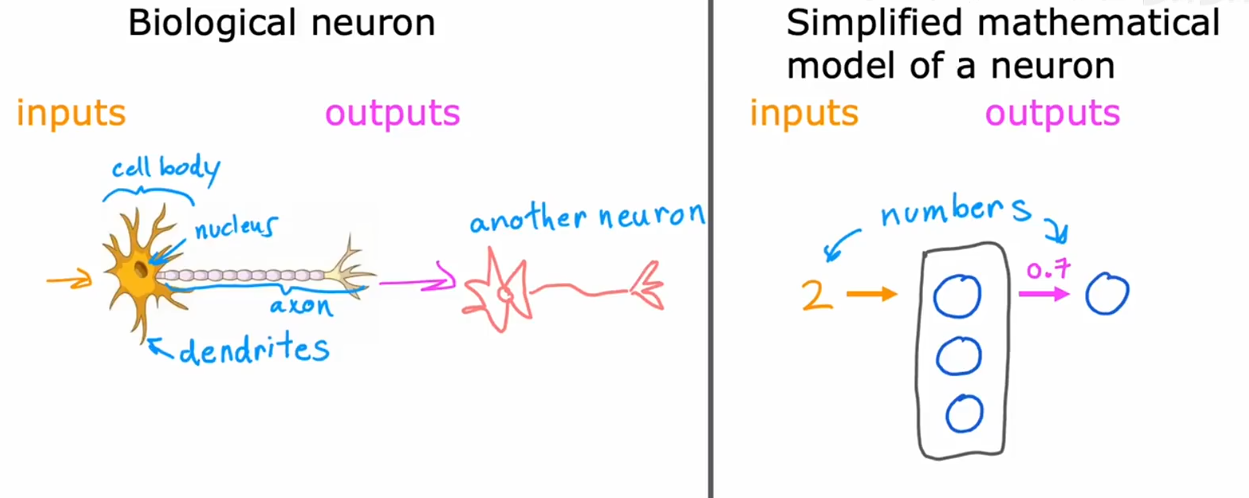 Biological neuron
inputs
outputs
cell body
nucleus
another neuron
axon
dendrites
Simplified mathematical
model of a neuron
inputs
outputs
numbers
2
0.7